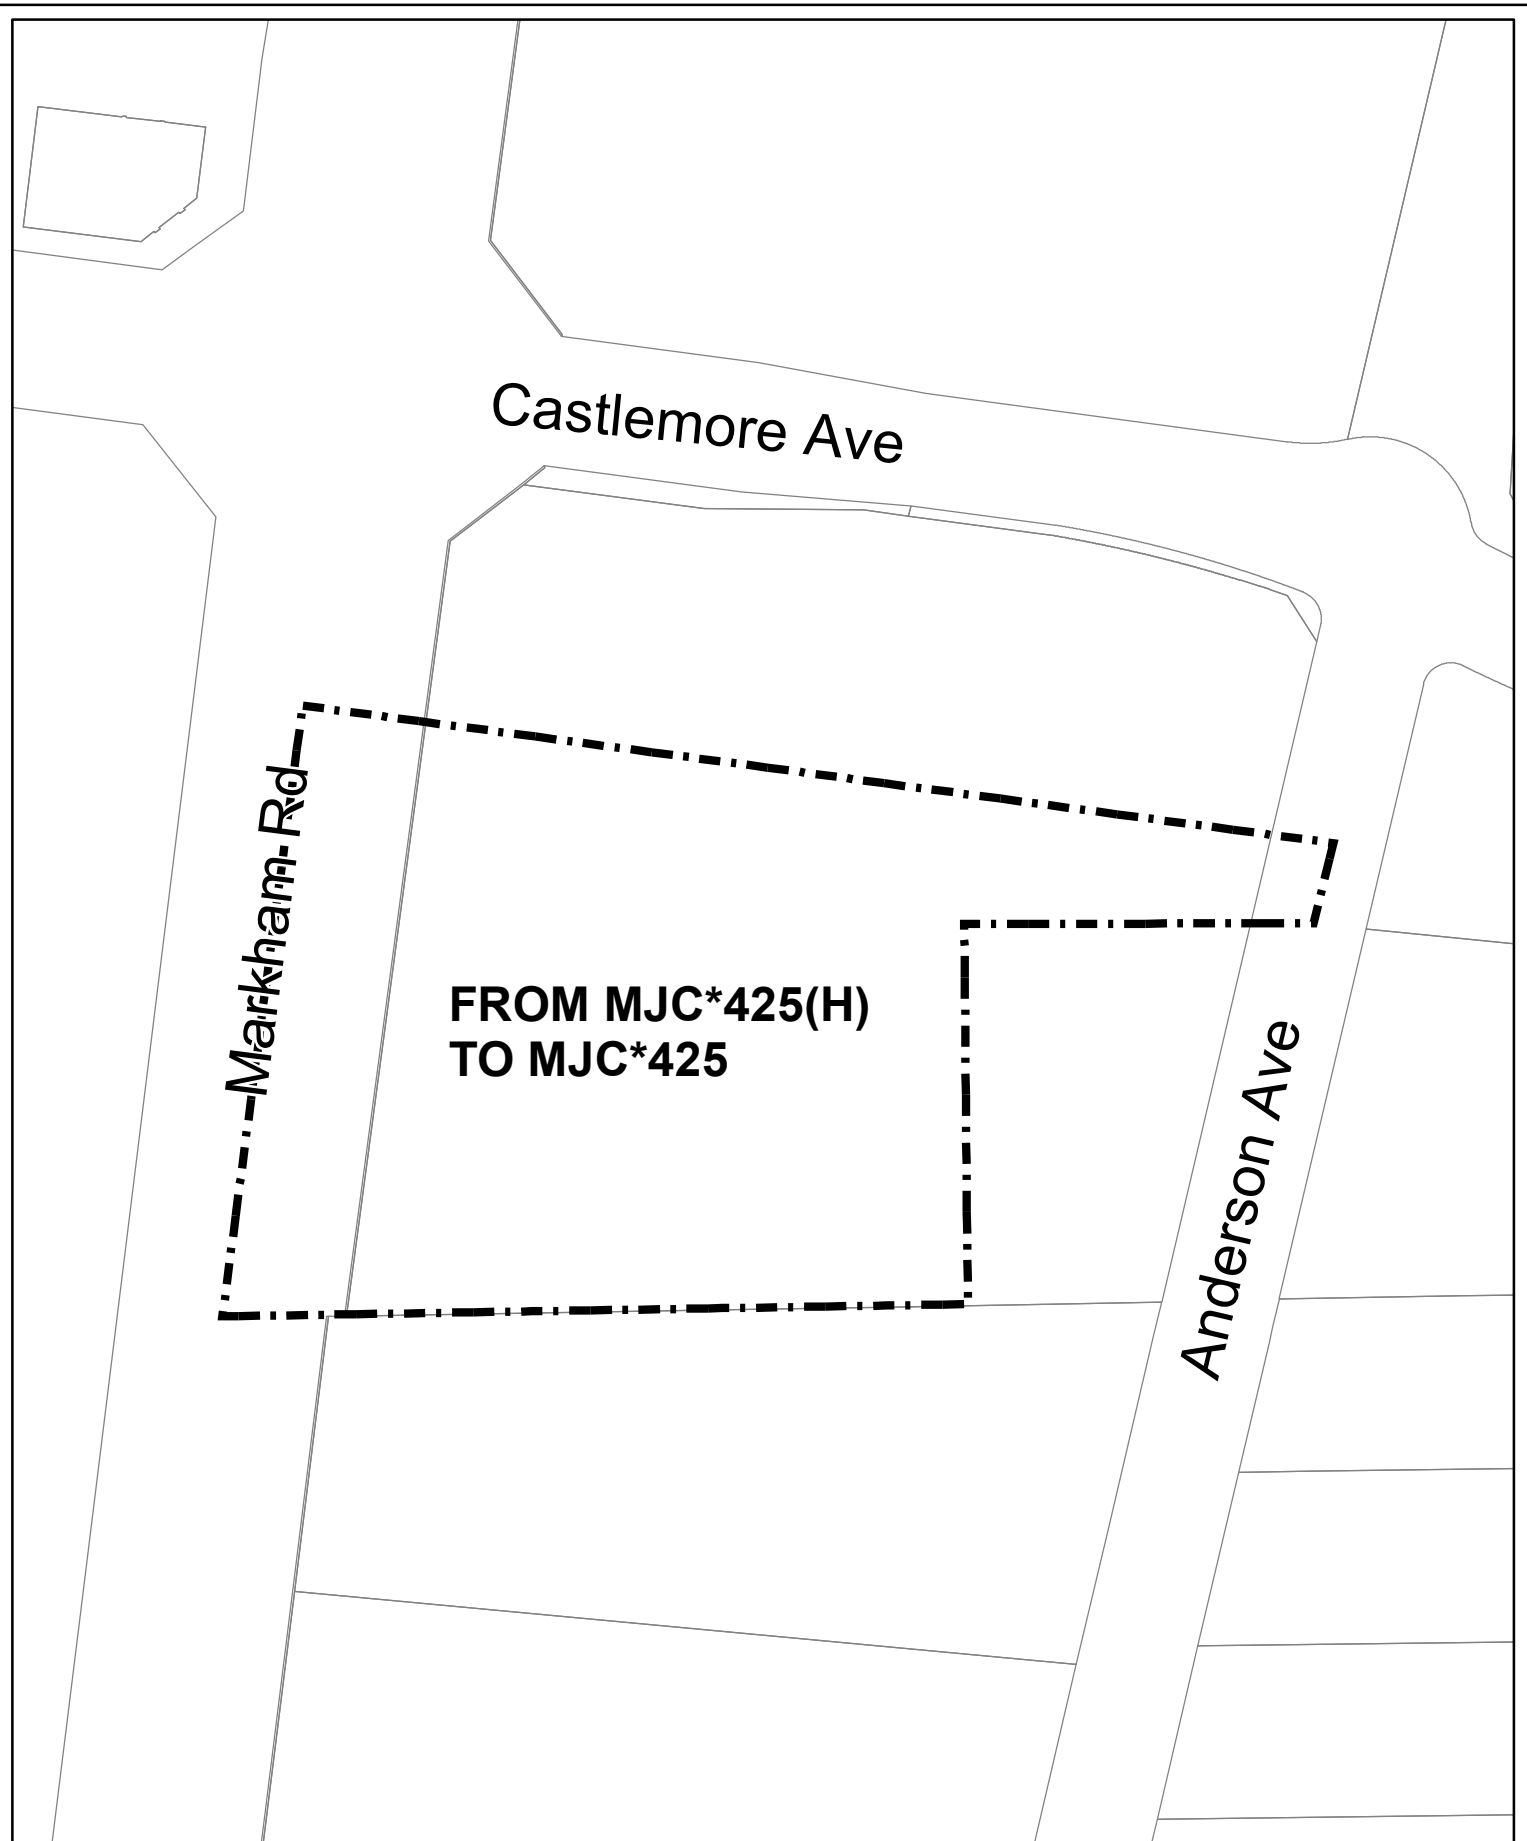 Castlemore Ave
Markham Rd
FROM MJC*425(H)
TO MJC*425
Anderson Ave